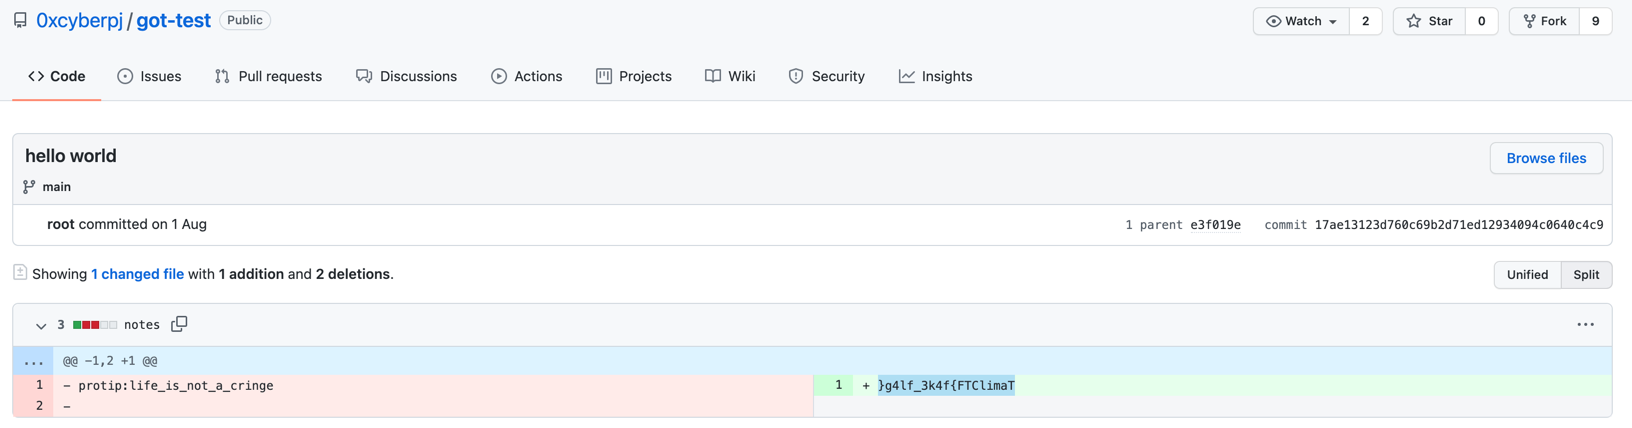 0xcyberpj / got-test Public Watch 2 Star 0 Fork 9
Code Issues Pull requests Discussions Actions Projects Wiki Security Insights
hello world Browse files
main
root committed on 1 Aug 1 parent e3f019e commit 17ae13123d760c69b2d71ed12934094c0640c4c9
Showing 1 changed file with 1 addition and 2 deletions. Unified Split
3 notes ...
... @@ -1,2 +1 @@
1 - protip:life_is_not_a_cringe 1 + }g4lf_3k4f{FTClimaT
2 -